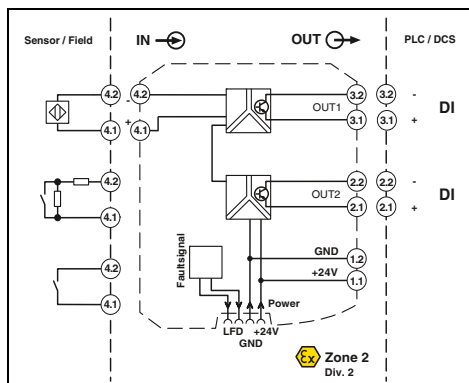 Sensor / Field IN OUT PLC / DCS
4.2 - 4.2 3.2 3.2 -
OUT1 DI
4.1 + 4.1 3.1 3.1 +
4.2 2.2 2.2 -
OUT2 DI
4.1 2.1 2.1 +
Faultsignal
GND 1.2
4.2
+24V 1.1
4.1
Power
LFD +24V
GND
Ex Zone 2
Div. 2